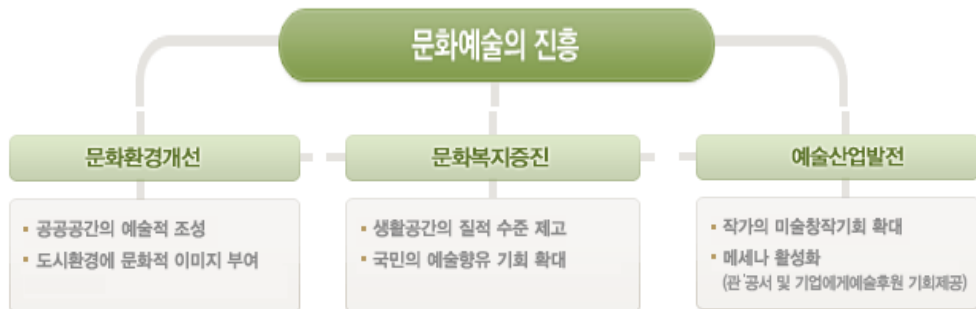 문화예술의 진흥
문화환경개선
공공공간의 예술적 조성
도시환경에 문화적 이미지 부여
문화복지증진
생활공간의 질적 수준 제고
국민의 예술향유 기회 확대
예술산업발전
작가의 미술창작기회 확대
메세나 활성화
(관'공서 및 기업에게예술후원 기회제공)